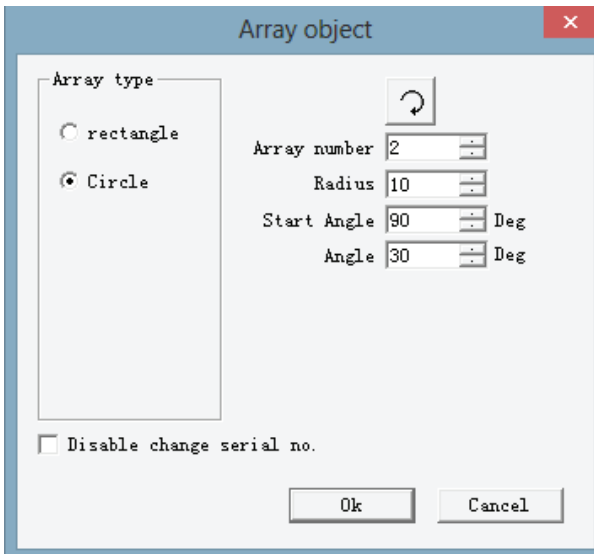 Array object
Array type
rectangle
Circle
Array number 2
Radius 10
Start Angle 90 Deg
Angle 30 Deg
Disable change serial no.
Ok Cancel